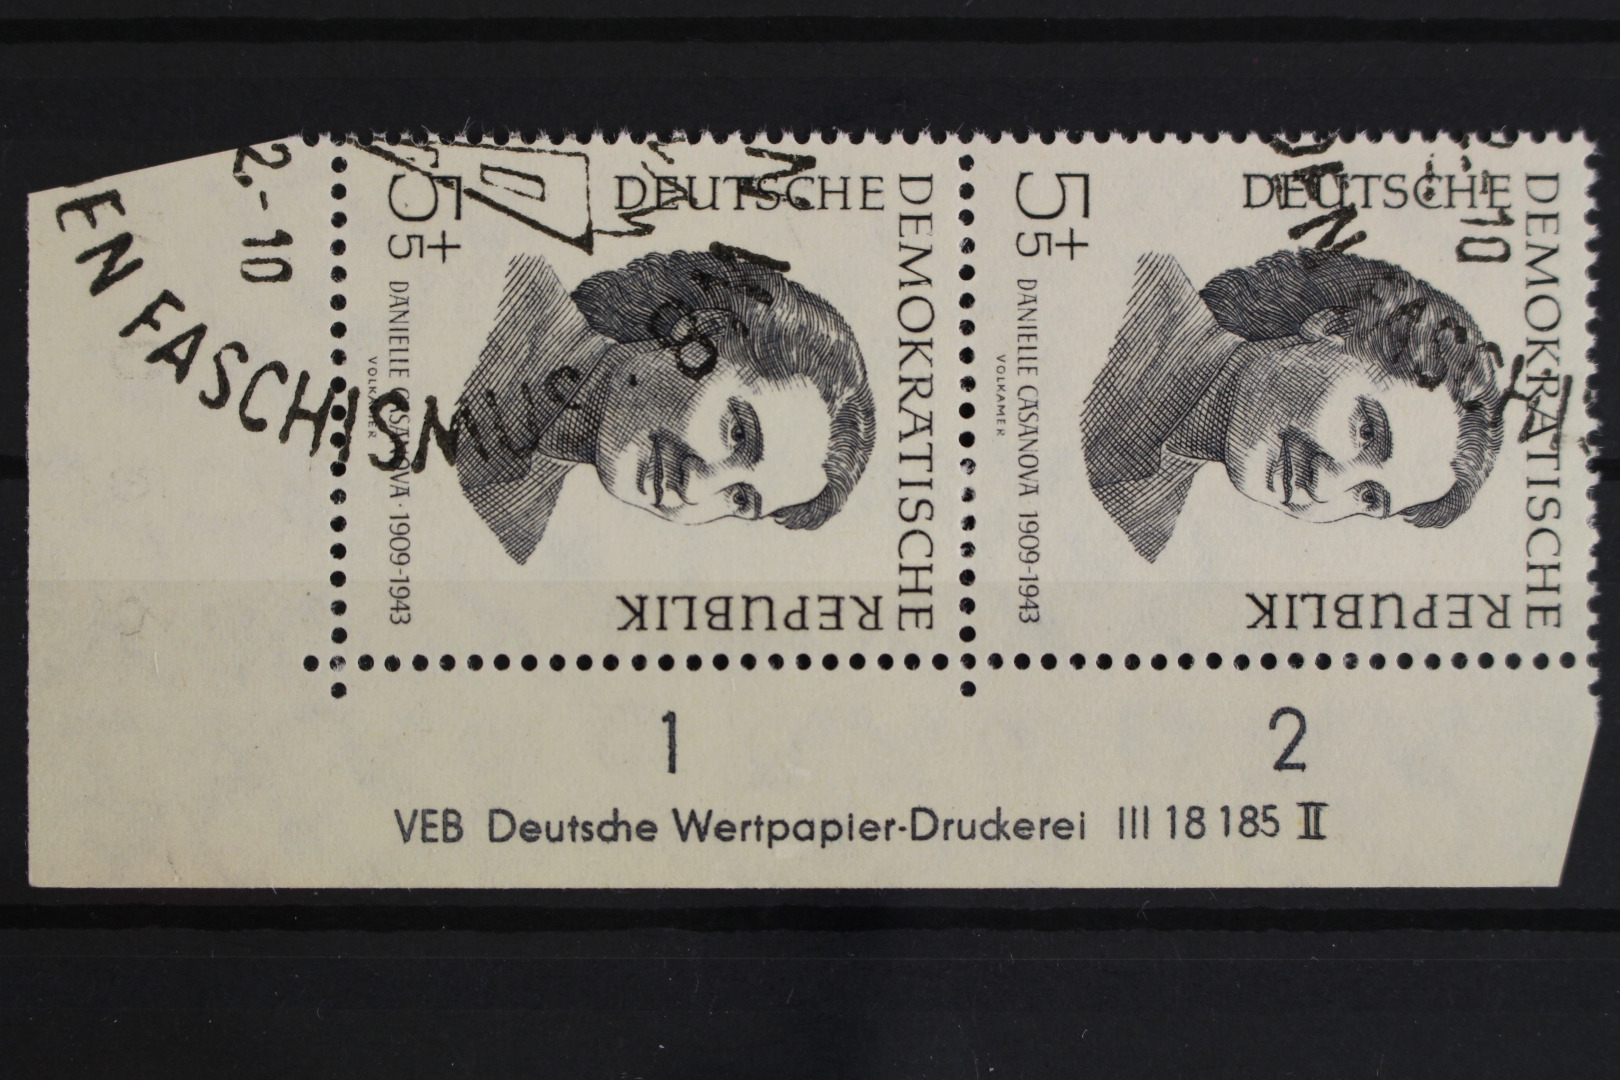 2.-10
EN FASCHISMUS
5+5
DEUTSCHE
DEMOKRATISCHE
REPUBLIK
DANIELLE CASANOVA · 1909-1943
VOLKAMER
5+5
DEUTSCHE
DEMOKRATISCHE
REPUBLIK
DANIELLE CASANOVA 1909-1943
VOLKAMER
10
1
2
VEB Deutsche Wertpapier-Druckerei III 18 185 II